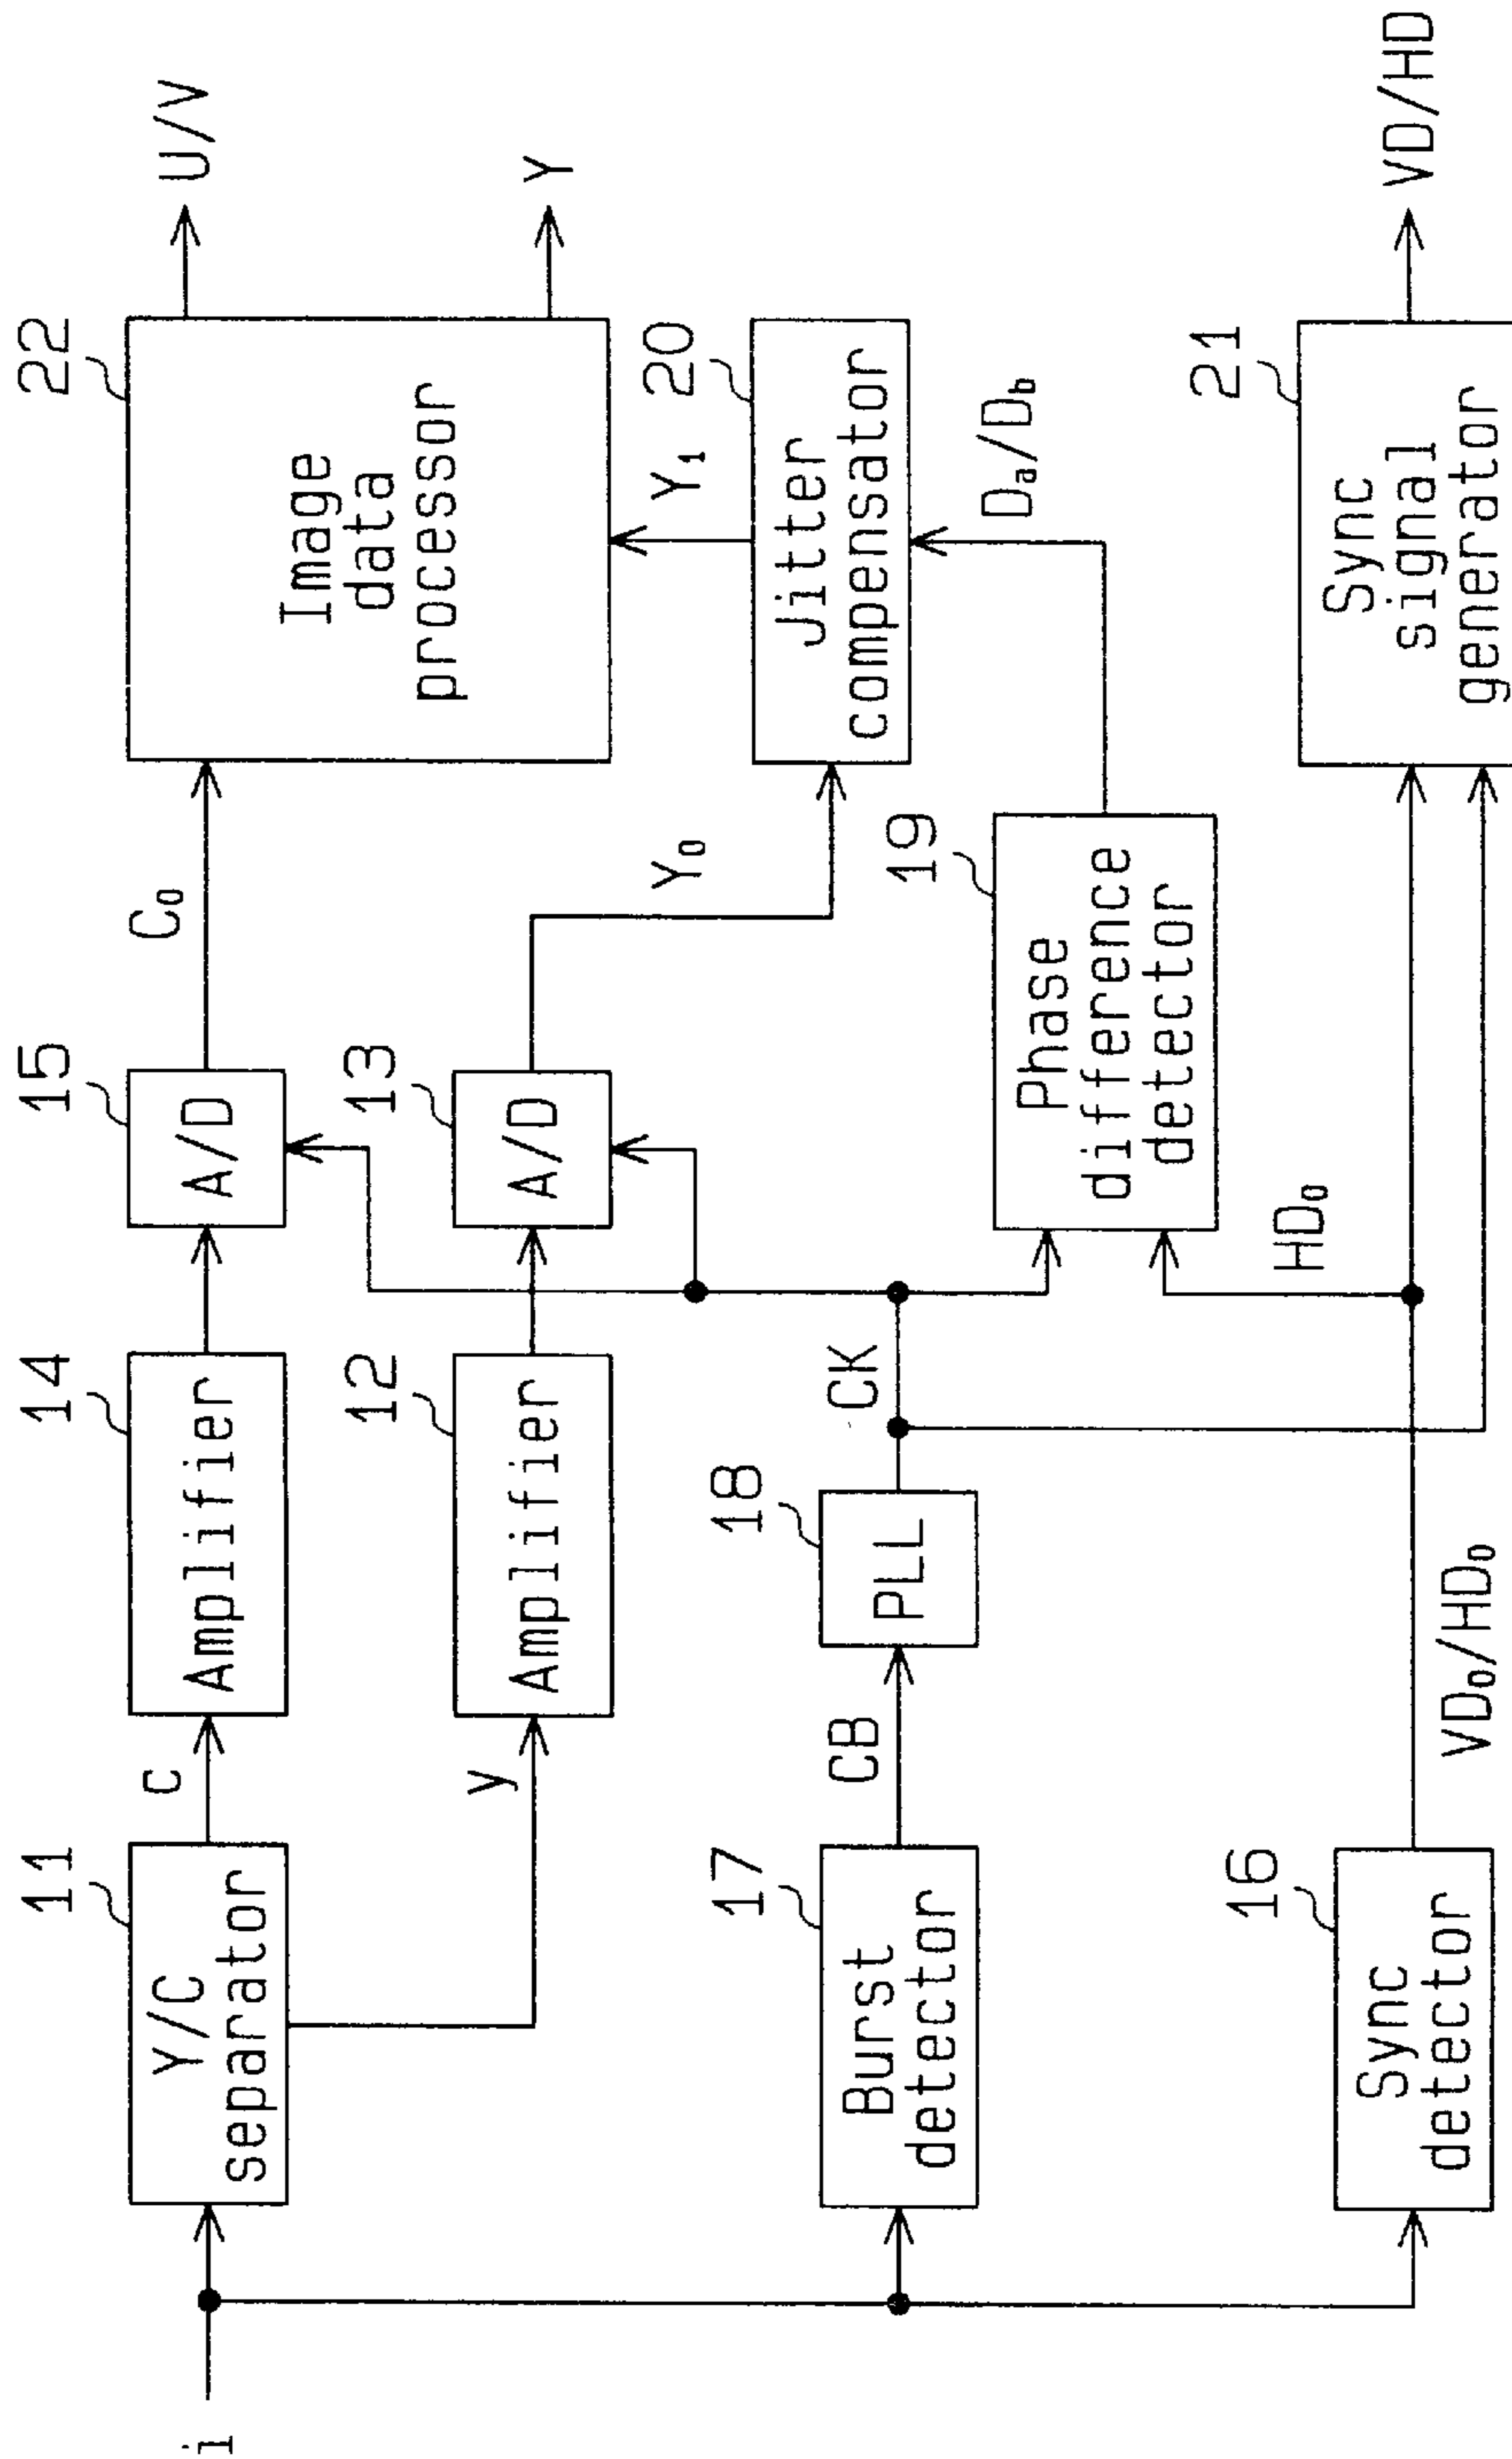 i
11
Y/C
separator
c
y
14
Amplifier
12
Amplifier
15
A/D
13
A/D
C₀
Y₀
22
Image
data
processor
U/V
Y
Y₁
20
Jitter
compensator
Dₐ/D_b
17
Burst
detector
CB
18
PLL
CK
19
Phase
difference
detector
HD₀
16
Sync
detector
VD₀/HD₀
21
Sync
signal
generator
VD/HD